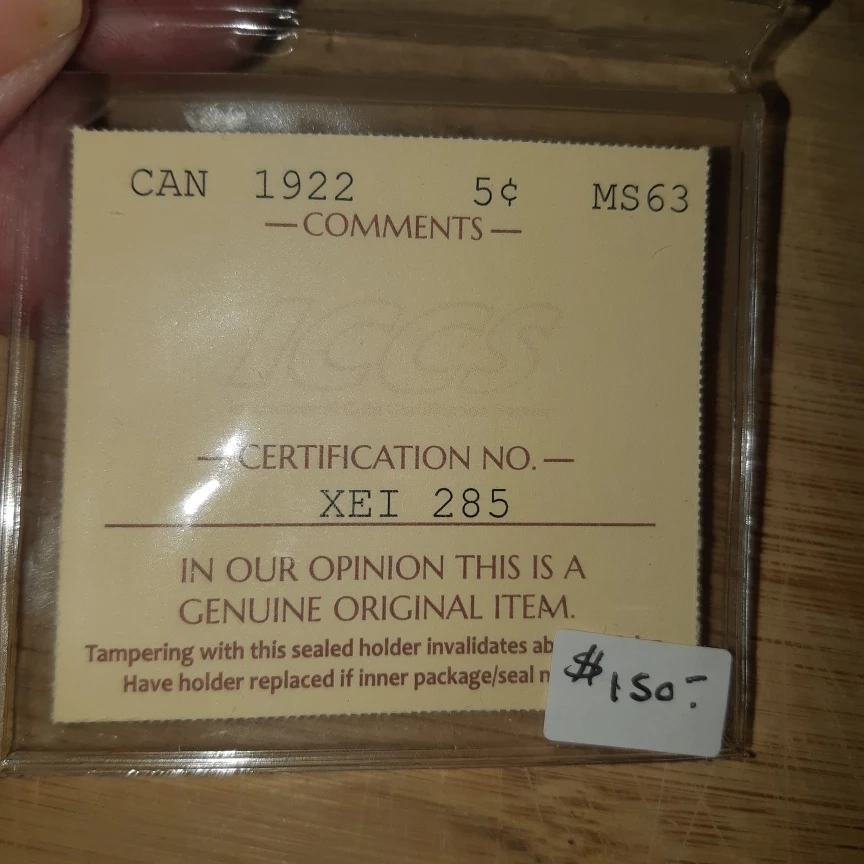 CAN 1922 5¢ MS63
—COMMENTS—
ICCS
—CERTIFICATION NO.—
XEI 285
IN OUR OPINION THIS IS A
GENUINE ORIGINAL ITEM.
Tampering with this sealed holder invalidates
Have holder replaced if inner package/seal
$150.-